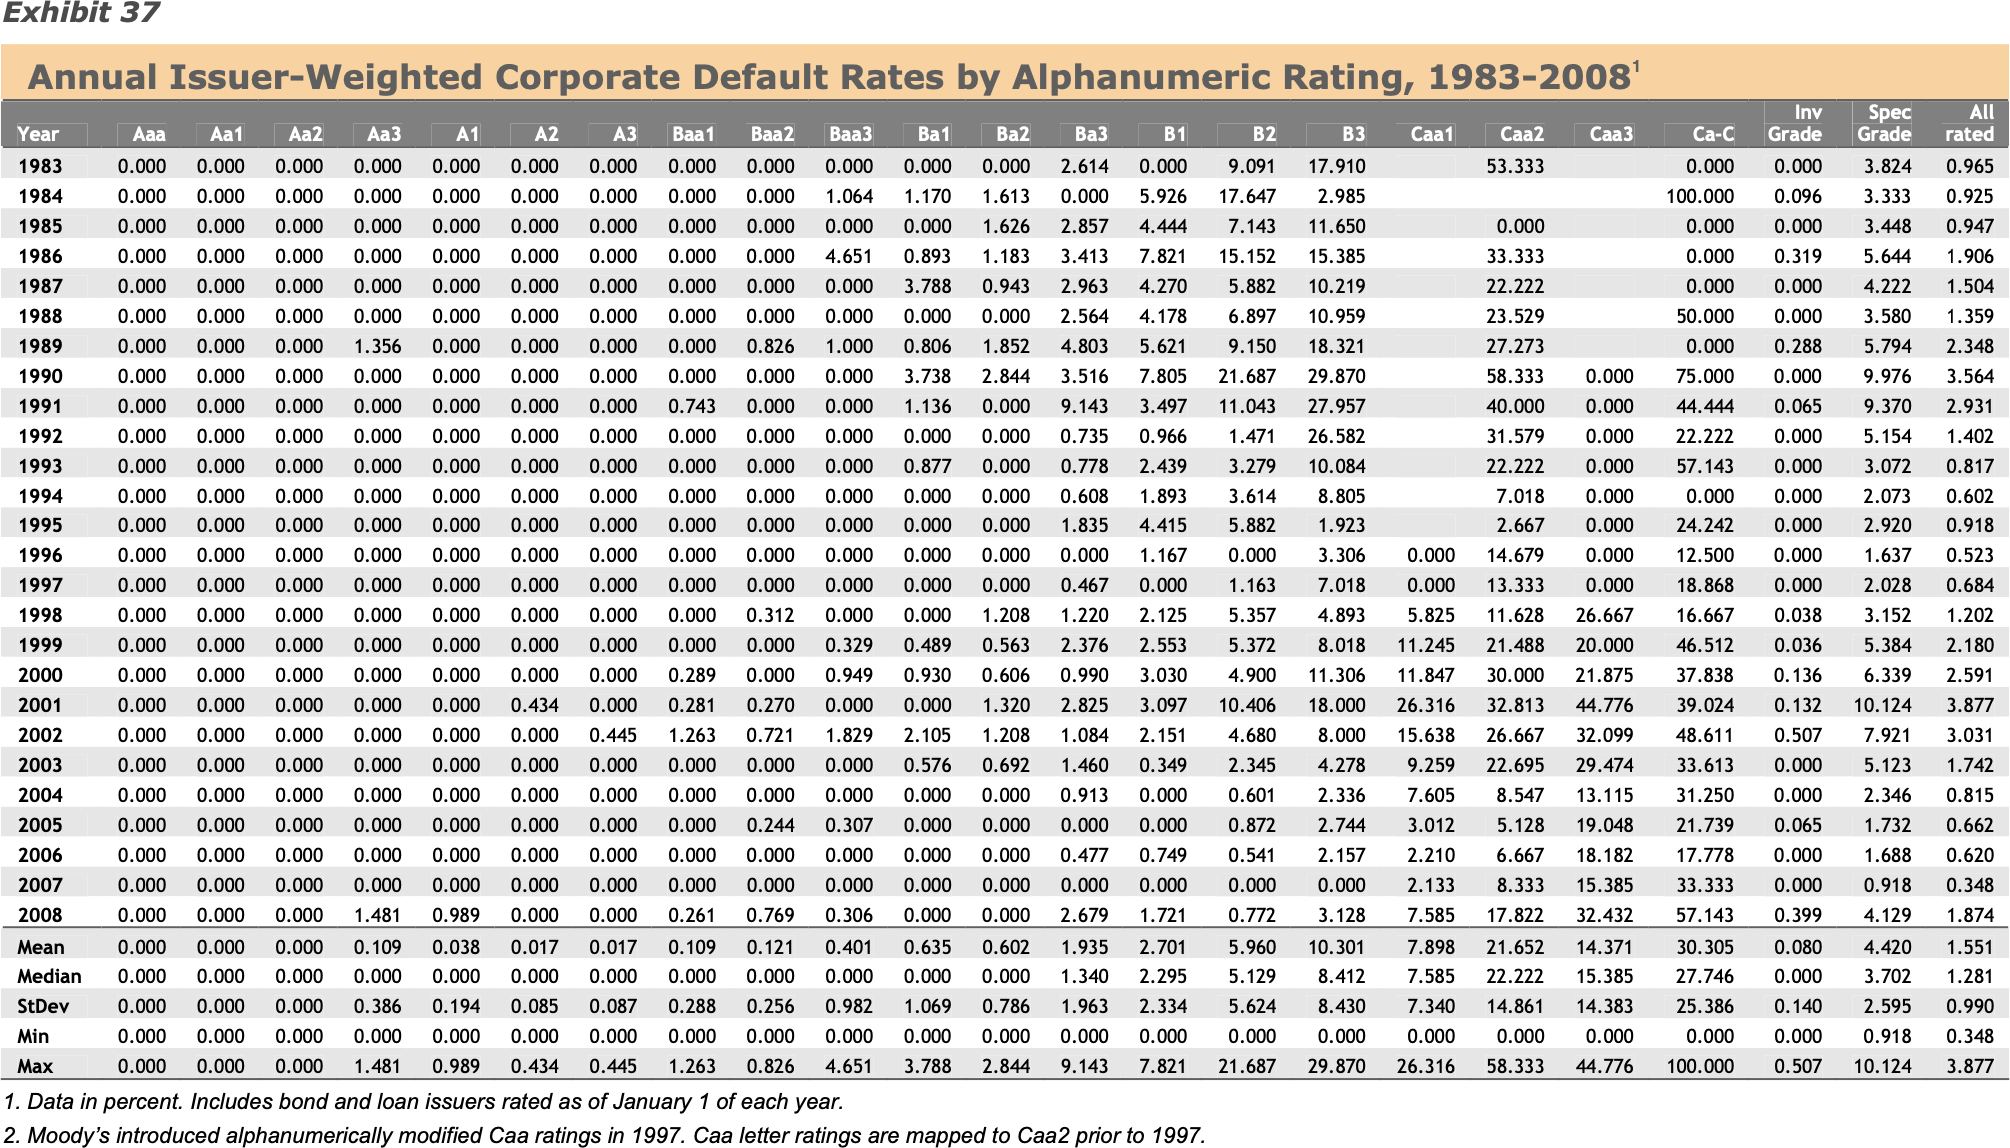 Exhibit 37
Annual Issuer-Weighted Corporate Default Rates by Alphanumeric Rating, 1983-2008¹
Year Aaa Aa1 Aa2 Aa3 A1 A2 A3 Baa1 Baa2 Baa3 Ba1 Ba2 Ba3 B1 B2 B3 Caa1 Caa2 Caa3 Ca-C Inv Grade Spec Grade All rated
1983 0.000 0.000 0.000 0.000 0.000 0.000 0.000 0.000 0.000 0.000 0.000 0.000 2.614 0.000 9.091 17.910 53.333 0.000 0.000 3.824 0.965
1984 0.000 0.000 0.000 0.000 0.000 0.000 0.000 0.000 0.000 1.064 1.170 1.613 0.000 5.926 17.647 2.985 100.000 0.096 3.333 0.925
1985 0.000 0.000 0.000 0.000 0.000 0.000 0.000 0.000 0.000 0.000 0.000 1.626 2.857 4.444 7.143 11.650 0.000 0.000 0.000 3.448 0.947
1986 0.000 0.000 0.000 0.000 0.000 0.000 0.000 0.000 0.000 4.651 0.893 1.183 3.413 7.821 15.152 15.385 33.333 0.000 0.319 5.644 1.906
1987 0.000 0.000 0.000 0.000 0.000 0.000 0.000 0.000 0.000 0.000 3.788 0.943 2.963 4.270 5.882 10.219 22.222 0.000 0.000 4.222 1.504
1988 0.000 0.000 0.000 0.000 0.000 0.000 0.000 0.000 0.000 0.000 0.000 0.000 2.564 4.178 6.897 10.959 23.529 50.000 0.000 3.580 1.359
1989 0.000 0.000 0.000 1.356 0.000 0.000 0.000 0.000 0.826 1.000 0.806 1.852 4.803 5.621 9.150 18.321 27.273 0.000 0.288 5.794 2.348
1990 0.000 0.000 0.000 0.000 0.000 0.000 0.000 0.000 0.000 0.000 3.738 2.844 3.516 7.805 21.687 29.870 58.333 0.000 75.000 0.000 9.976 3.564
1991 0.000 0.000 0.000 0.000 0.000 0.000 0.000 0.743 0.000 0.000 1.136 0.000 9.143 3.497 11.043 27.957 40.000 0.000 44.444 0.065 9.370 2.931
1992 0.000 0.000 0.000 0.000 0.000 0.000 0.000 0.000 0.000 0.000 0.000 0.000 0.735 0.966 1.471 26.582 31.579 0.000 22.222 0.000 5.154 1.402
1993 0.000 0.000 0.000 0.000 0.000 0.000 0.000 0.000 0.000 0.000 0.877 0.000 0.778 2.439 3.279 10.084 22.222 0.000 57.143 0.000 3.072 0.817
1994 0.000 0.000 0.000 0.000 0.000 0.000 0.000 0.000 0.000 0.000 0.000 0.000 0.608 1.893 3.614 8.805 7.018 0.000 0.000 0.000 2.073 0.602
1995 0.000 0.000 0.000 0.000 0.000 0.000 0.000 0.000 0.000 0.000 0.000 0.000 1.835 4.415 5.882 1.923 2.667 0.000 24.242 0.000 2.920 0.918
1996 0.000 0.000 0.000 0.000 0.000 0.000 0.000 0.000 0.000 0.000 0.000 0.000 0.000 1.167 0.000 3.306 0.000 14.679 0.000 12.500 0.000 1.637 0.523
1997 0.000 0.000 0.000 0.000 0.000 0.000 0.000 0.000 0.000 0.000 0.000 0.000 0.467 0.000 1.163 7.018 0.000 13.333 0.000 18.868 0.000 2.028 0.684
1998 0.000 0.000 0.000 0.000 0.000 0.000 0.000 0.000 0.312 0.000 0.000 1.208 1.220 2.125 5.357 4.893 5.825 11.628 26.667 16.667 0.038 3.152 1.202
1999 0.000 0.000 0.000 0.000 0.000 0.000 0.000 0.000 0.000 0.329 0.489 0.563 2.376 2.553 5.372 8.018 11.245 21.488 20.000 46.512 0.036 5.384 2.180
2000 0.000 0.000 0.000 0.000 0.000 0.000 0.000 0.289 0.000 0.949 0.930 0.606 0.990 3.030 4.900 11.306 11.847 30.000 21.875 37.838 0.136 6.339 2.591
2001 0.000 0.000 0.000 0.000 0.000 0.434 0.000 0.281 0.270 0.000 0.000 1.320 2.825 3.097 10.406 18.000 26.316 32.813 44.776 39.024 0.132 10.124 3.877
2002 0.000 0.000 0.000 0.000 0.000 0.000 0.445 1.263 0.721 1.829 2.105 1.208 1.084 2.151 4.680 8.000 15.638 26.667 32.099 48.611 0.507 7.921 3.031
2003 0.000 0.000 0.000 0.000 0.000 0.000 0.000 0.000 0.000 0.000 0.576 0.692 1.460 0.349 2.345 4.278 9.259 22.695 29.474 33.613 0.000 5.123 1.742
2004 0.000 0.000 0.000 0.000 0.000 0.000 0.000 0.000 0.000 0.000 0.000 0.000 0.913 0.000 0.601 2.336 7.605 8.547 13.115 31.250 0.000 2.346 0.815
2005 0.000 0.000 0.000 0.000 0.000 0.000 0.000 0.000 0.244 0.307 0.000 0.000 0.000 0.000 0.872 2.744 3.012 5.128 19.048 21.739 0.065 1.732 0.662
2006 0.000 0.000 0.000 0.000 0.000 0.000 0.000 0.000 0.000 0.000 0.000 0.000 0.477 0.749 0.541 2.157 2.210 6.667 18.182 17.778 0.000 1.688 0.620
2007 0.000 0.000 0.000 0.000 0.000 0.000 0.000 0.000 0.000 0.000 0.000 0.000 0.000 0.000 0.000 0.000 2.133 8.333 15.385 33.333 0.000 0.918 0.348
2008 0.000 0.000 0.000 1.481 0.989 0.000 0.000 0.261 0.769 0.306 0.000 0.000 2.679 1.721 0.772 3.128 7.585 17.822 32.432 57.143 0.399 4.129 1.874
Mean 0.000 0.000 0.000 0.109 0.038 0.017 0.017 0.109 0.121 0.401 0.635 0.602 1.935 2.701 5.960 10.301 7.898 21.652 14.371 30.305 0.080 4.420 1.551
Median 0.000 0.000 0.000 0.000 0.000 0.000 0.000 0.000 0.000 0.000 0.000 0.000 1.340 2.295 5.129 8.412 7.585 22.222 15.385 27.746 0.000 3.702 1.281
StDev 0.000 0.000 0.000 0.386 0.194 0.085 0.087 0.288 0.256 0.982 1.069 0.786 1.963 2.334 5.624 8.430 7.340 14.861 14.383 25.386 0.140 2.595 0.990
Min 0.000 0.000 0.000 0.000 0.000 0.000 0.000 0.000 0.000 0.000 0.000 0.000 0.000 0.000 0.000 0.000 0.000 0.000 0.000 0.000 0.000 0.918 0.348
Max 0.000 0.000 0.000 1.481 0.989 0.434 0.445 1.263 0.826 4.651 3.788 2.844 9.143 7.821 21.687 29.870 26.316 58.333 44.776 100.000 0.507 10.124 3.877
1. Data in percent. Includes bond and loan issuers rated as of January 1 of each year.
2. Moody's introduced alphanumerically modified Caa ratings in 1997. Caa letter ratings are mapped to Caa2 prior to 1997.